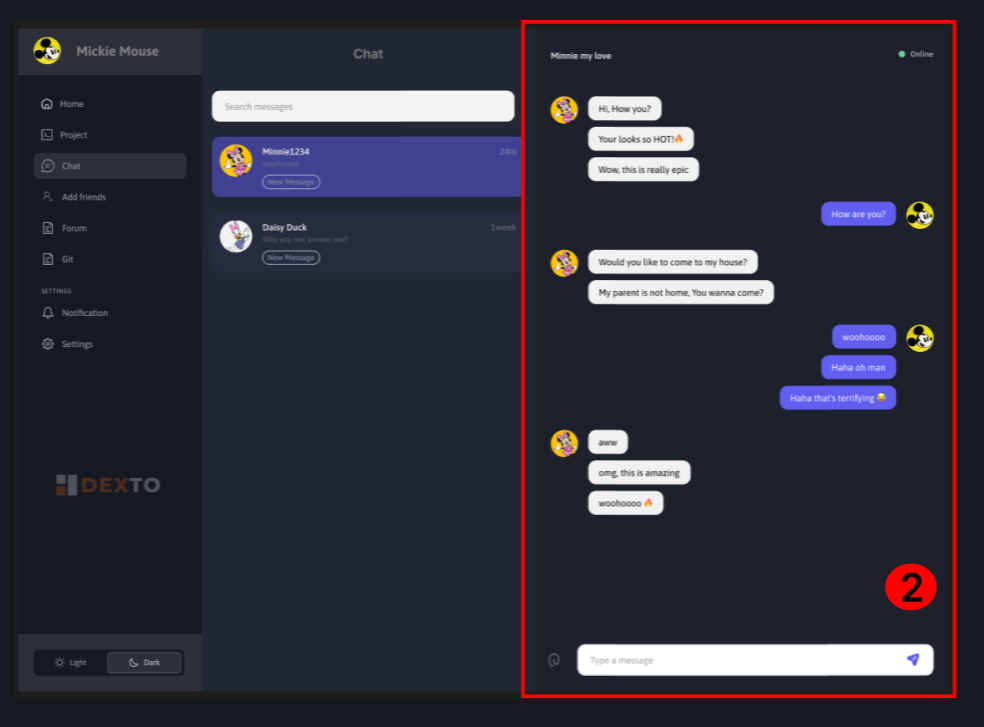 Mickie Mouse
Home
Project
Chat
Add friends
Forum
Git
SETTINGS
Notification
Settings
DEXTO
Light
Dark
Chat
Search messages
Minnie1234
24m
woohoooo
New Message
Daisy Duck
1week
Why you not answer me?
New Message
Minnie my love
Online
Hi, How you?
Your looks so HOT!🔥
Wow, this is really epic
How are you?
Would you like to come to my house?
My parent is not home, You wanna come?
woohoooo
Haha oh man
Haha that's terrifying 😂
aww
omg, this is amazing
woohoooo 🔥
2
Type a message